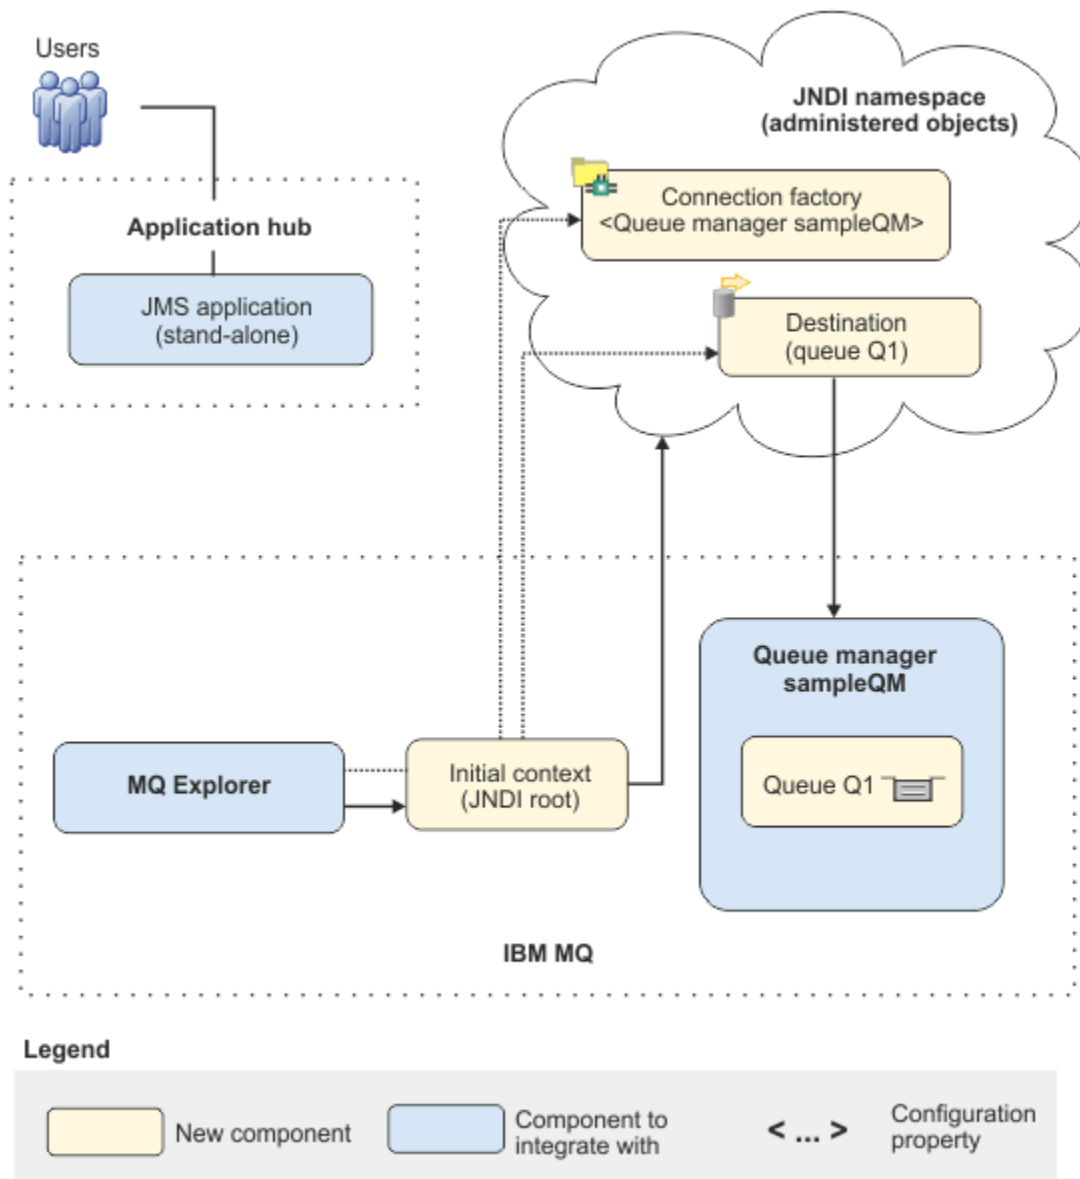 Users
JNDI namespace
(administered objects)
Connection factory
<Queue manager sampleQM>
Application hub
JMS application
(stand-alone)
Destination
(queue Q1)
Queue manager
sampleQM
MQ Explorer
Initial context
(JNDI root)
Queue Q1
IBM MQ
Legend
New component
Component to
integrate with
< ... >
Configuration
property